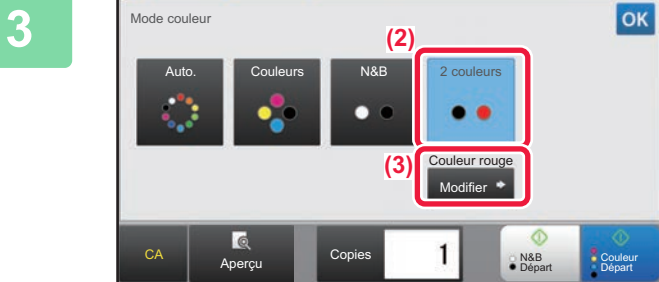 3
Mode couleur
OK
(2)
Auto.
Couleurs
N&B
2 couleurs
(3)
Couleur rouge
Modifier
CA
Aperçu
Copies
1
N&B
Départ
Couleur
Départ